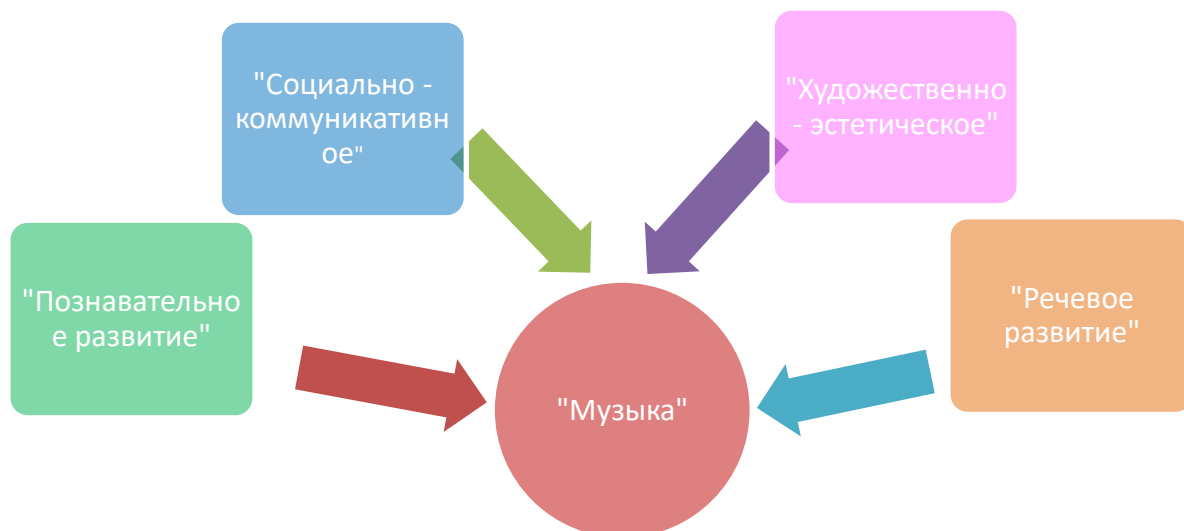 "Социально -
коммуникативн
ое"
"Художественно
- эстетическое"
"Познавательно
е развитие"
"Речевое
развитие"
"Музыка"